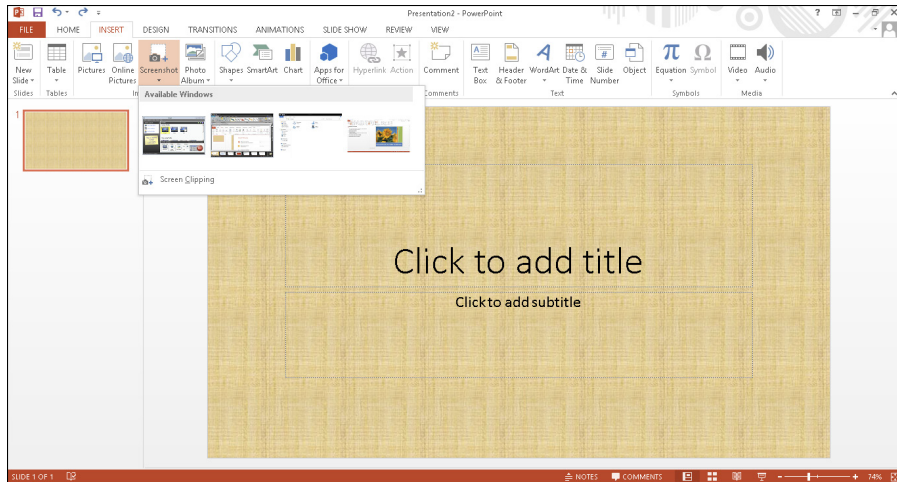 Presentation2 - PowerPoint
FILE HOME INSERT DESIGN TRANSITIONS ANIMATIONS SLIDE SHOW REVIEW VIEW
New Slide Table Pictures Online Pictures Screenshot Photo Album Shapes SmartArt Chart Apps for Office Hyperlink Action Comment Text Box Header & Footer WordArt Date & Time Slide Number Object Equation Symbol Video Audio
Slides Tables Comments Text Symbols Media
Available Windows
Screen Clipping
1
Click to add title
Click to add subtitle
SLIDE 1 OF 1 NOTES COMMENTS 74%